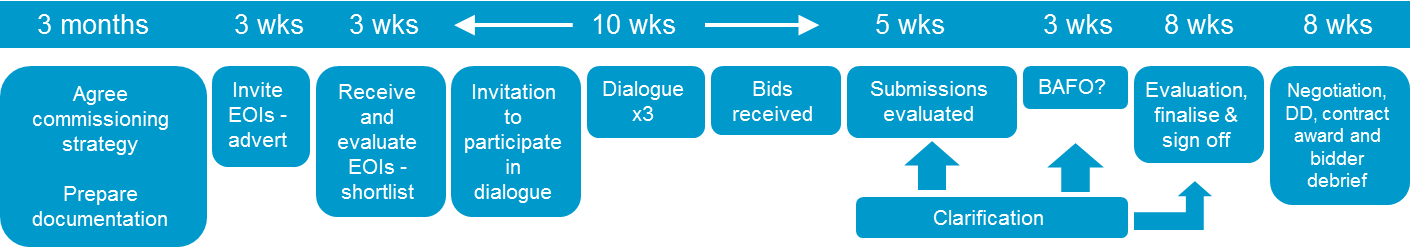 3 months
3 wks
3 wks
10 wks
5 wks
3 wks
8 wks
8 wks
Agree
commissioning
strategy
Prepare
documentation
Invite
EOIs -
advert
Receive
and
evaluate
EOIs -
shortlist
Invitation
to
participate
in
dialogue
Dialogue
x3
Bids
received
Submissions
evaluated
BAFO?
Evaluation,
finalise &
sign off
Negotiation,
DD, contract
award and
bidder
debrief
Clarification